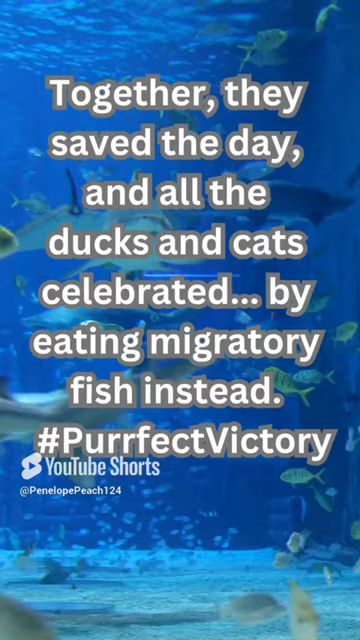 Together, they
saved the day,
and all the
ducks and cats
celebrated... by
eating migratory
fish instead.
#PurrfectVictory
YouTube Shorts
@PenelopePeach124